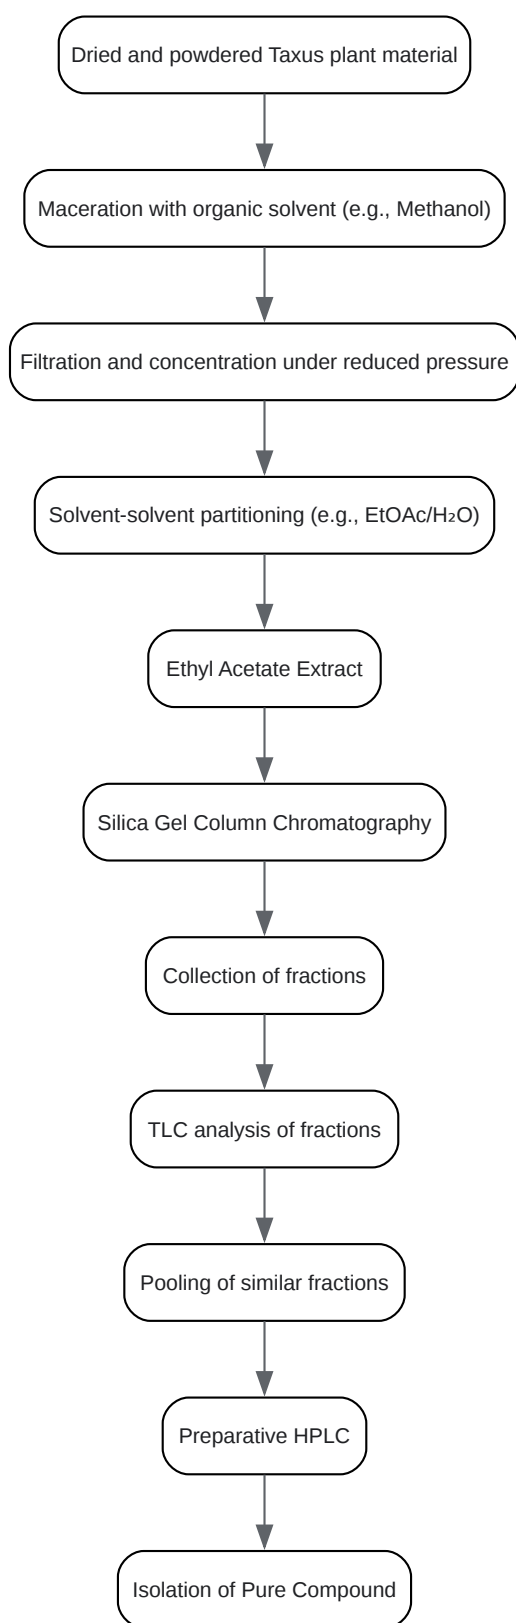 Dried and powdered Taxus plant material
Maceration with organic solvent (e.g., Methanol)
Filtration and concentration under reduced pressure
Solvent-solvent partitioning (e.g., EtOAc/H₂O)
Ethyl Acetate Extract
Silica Gel Column Chromatography
Collection of fractions
TLC analysis of fractions
Pooling of similar fractions
Preparative HPLC
Isolation of Pure Compound